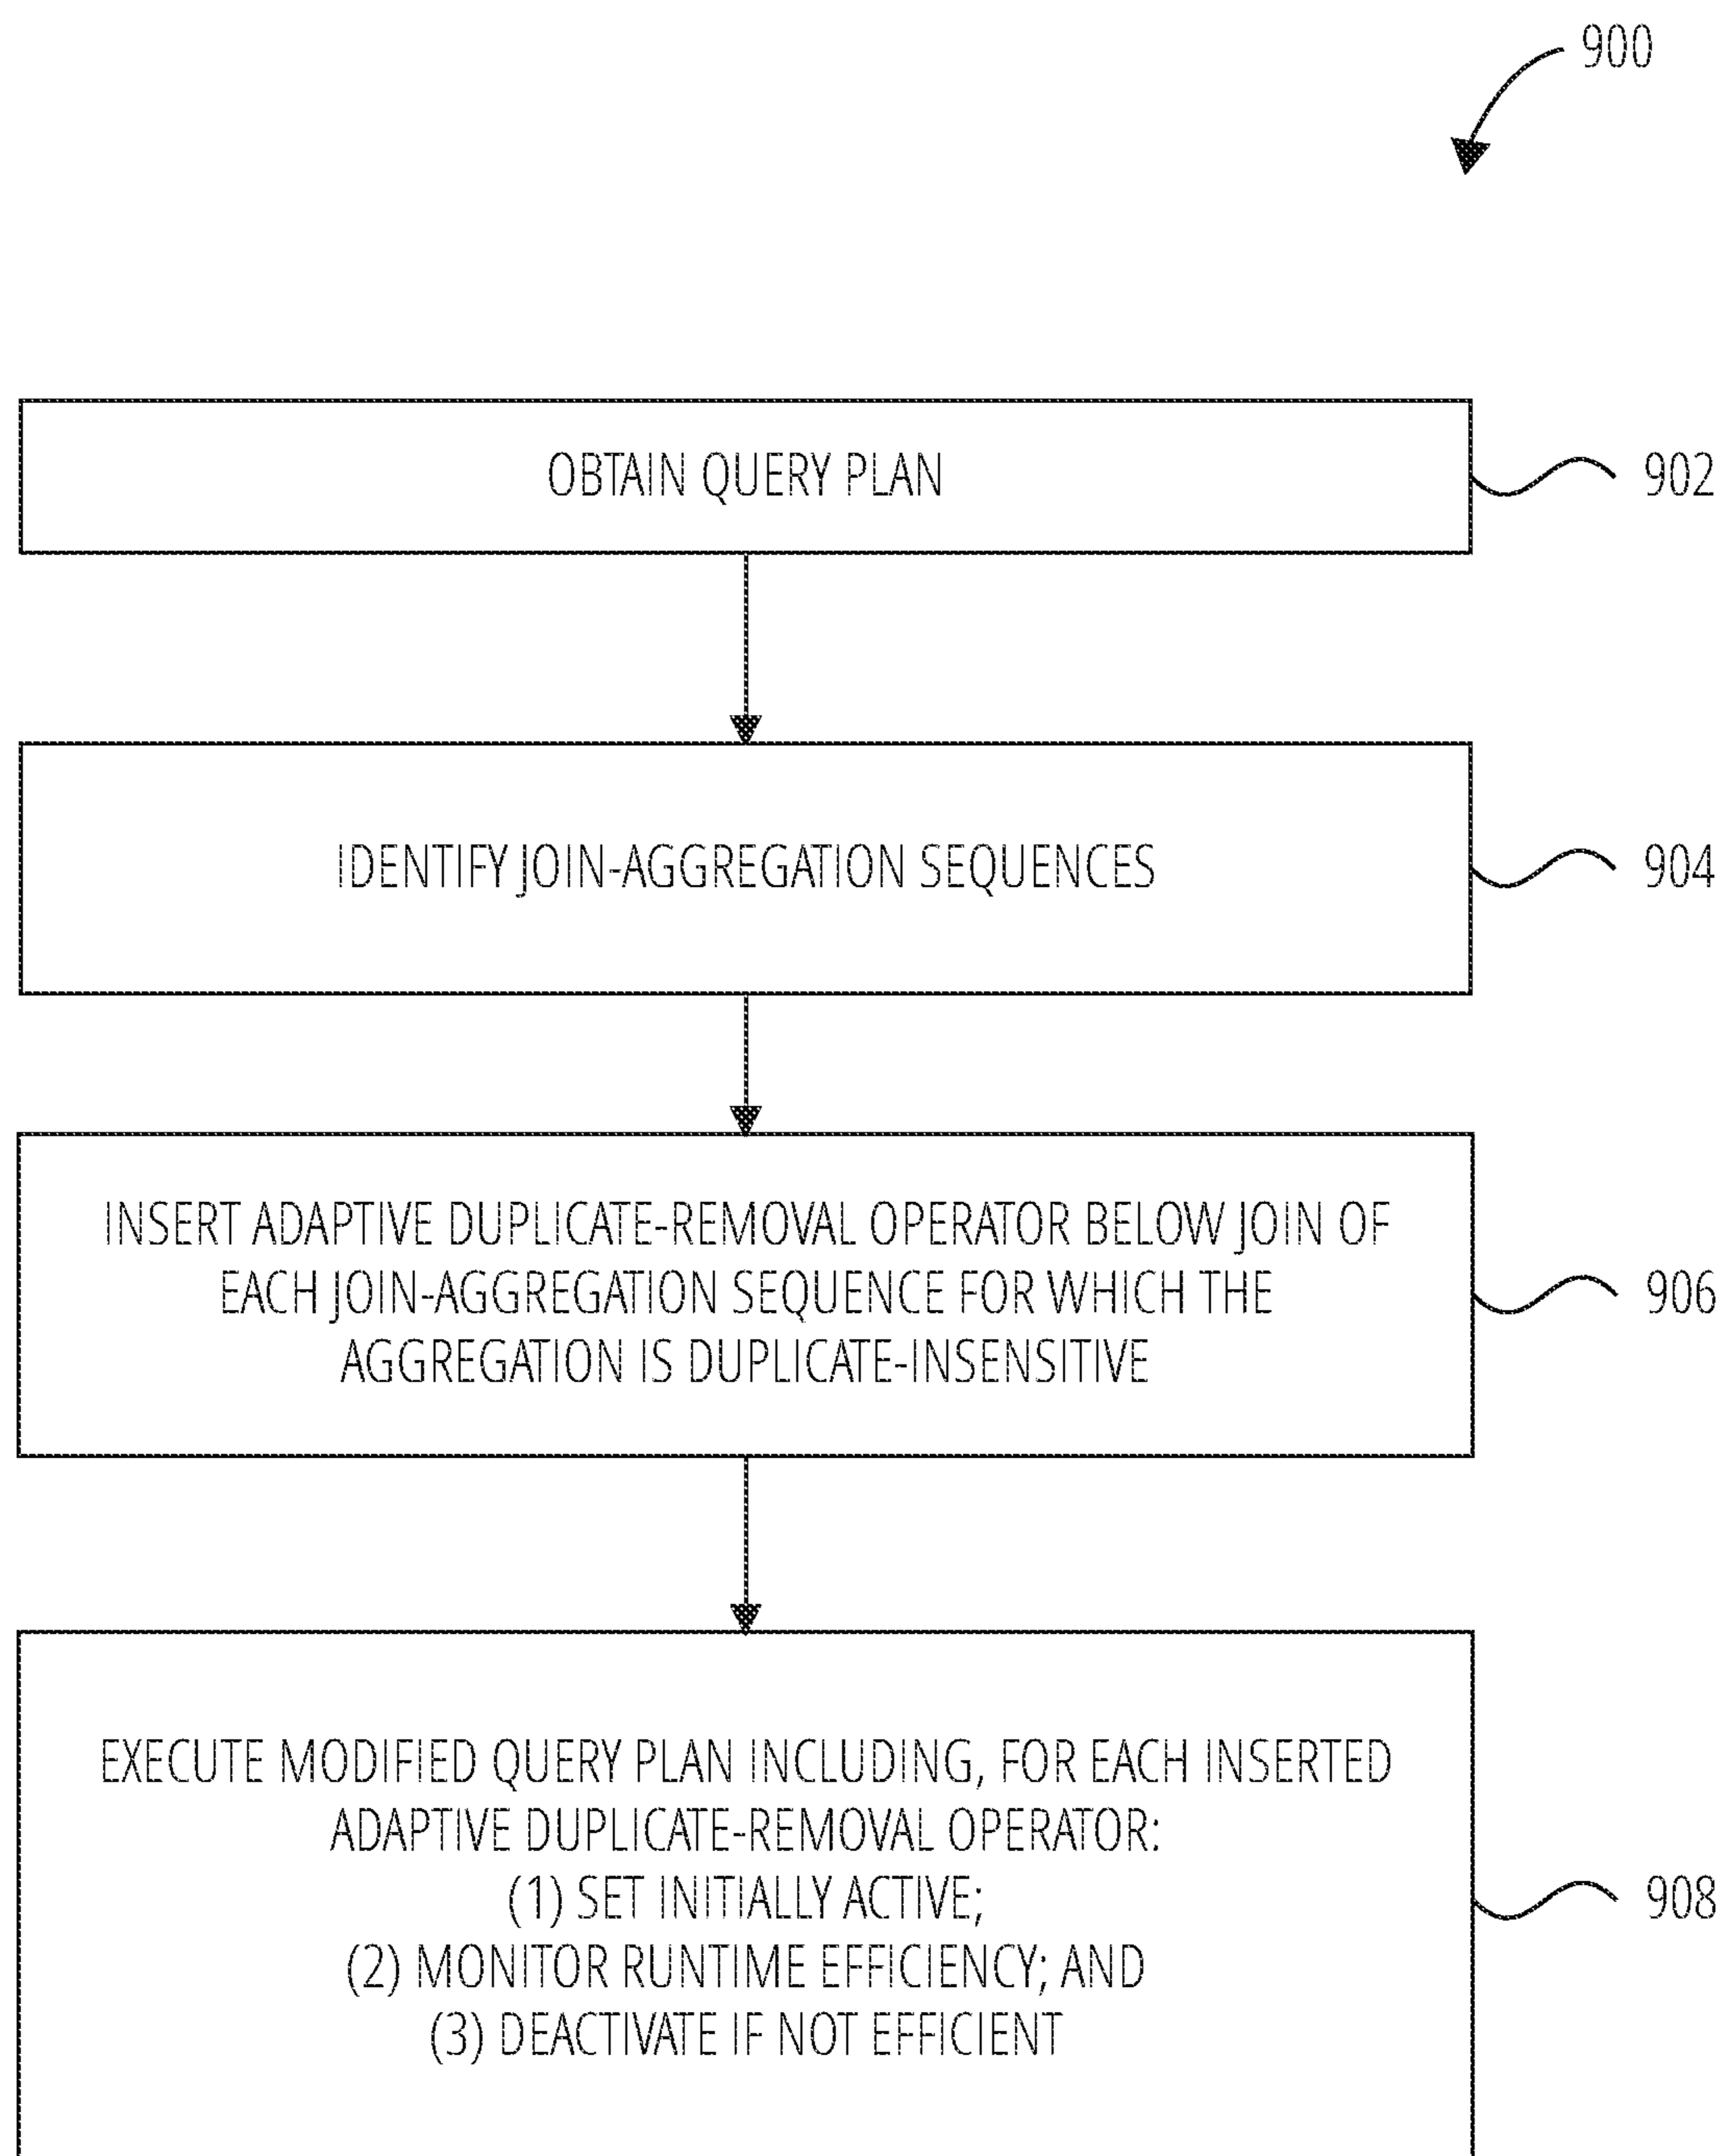 900
OBTAIN QUERY PLAN
902
IDENTIFY JOIN-AGGREGATION SEQUENCES
904
INSERT ADAPTIVE DUPLICATE-REMOVAL OPERATOR BELOW JOIN OF
EACH JOIN-AGGREGATION SEQUENCE FOR WHICH THE
AGGREGATION IS DUPLICATE-INSENSITIVE
906
EXECUTE MODIFIED QUERY PLAN INCLUDING, FOR EACH INSERTED
ADAPTIVE DUPLICATE-REMOVAL OPERATOR:
(1) SET INITIALLY ACTIVE;
(2) MONITOR RUNTIME EFFICIENCY; AND
(3) DEACTIVATE IF NOT EFFICIENT
908